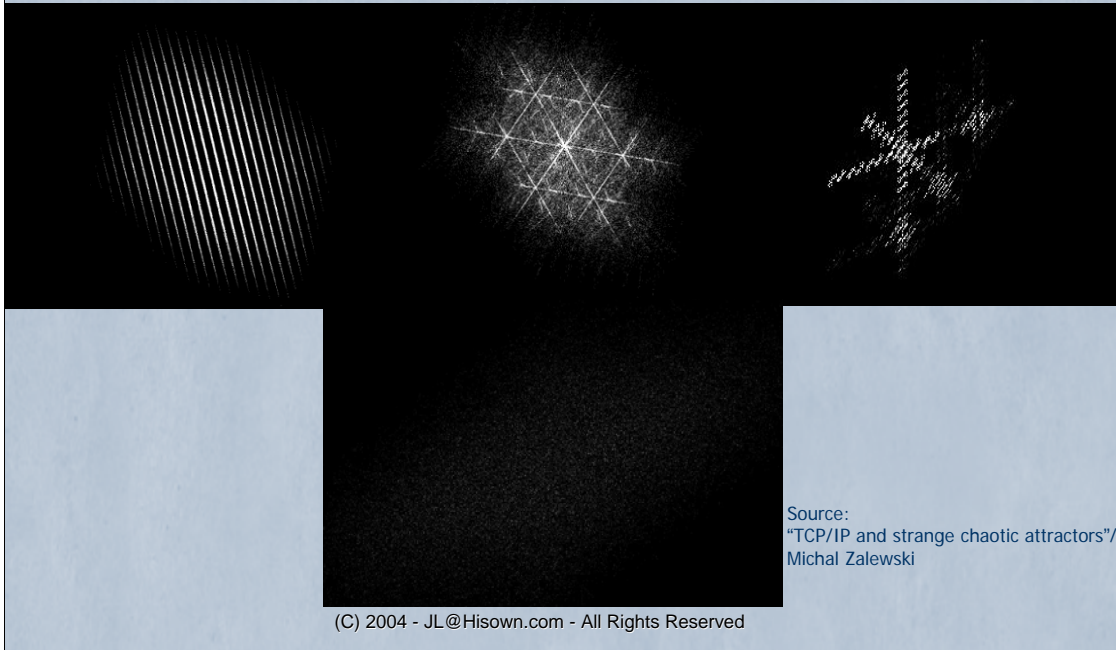 Source:
“TCP/IP and strange chaotic attractors”/
Michal Zalewski
(C) 2004 - JL@Hisown.com - All Rights Reserved